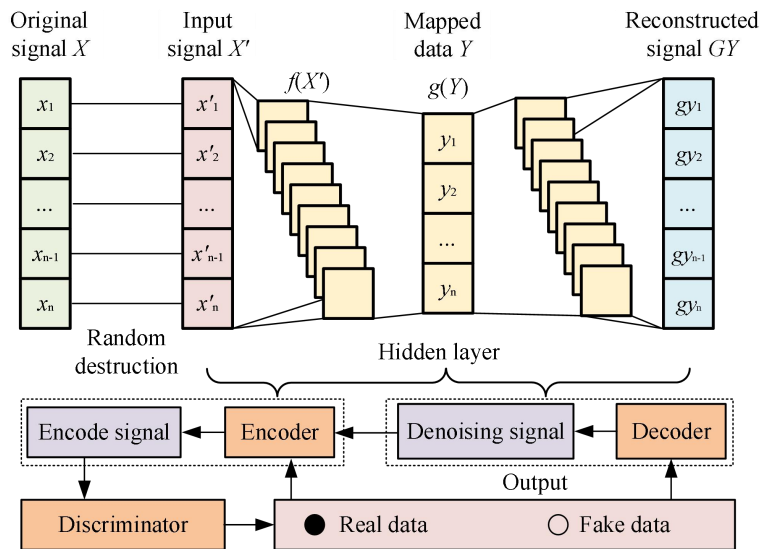 Original signal X
Input signal X′
Mapped data Y
Reconstructed signal GY
f(X′)
g(Y)
x1
x2
...
xn-1
xn
x′1
x′2
...
x′n-1
x′n
y1
y2
...
yn
gy1
gy2
...
gyn-1
gyn
Random destruction
Hidden layer
Encode signal
Encoder
Denoising signal
Decoder
Output
Discriminator
Real data
Fake data